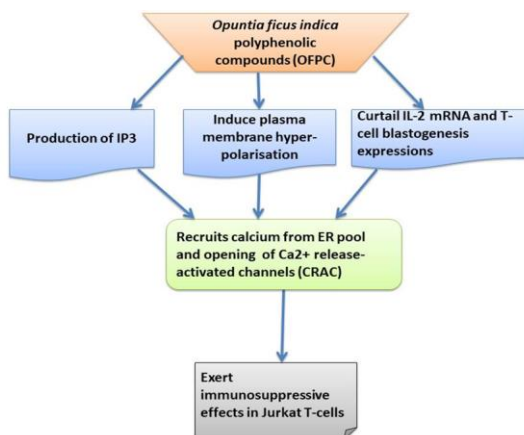 Opuntia ficus indica
polyphenolic
compounds (OFPC)
Production of IP3
Induce plasma
membrane hyper-
polarisation
Curtail IL-2 mRNA and T-
cell blastogenesis
expressions
Recruits calcium from ER pool
and opening of Ca2+ release-
activated channels (CRAC)
Exert
immunosuppressive
effects in Jurkat T-cells